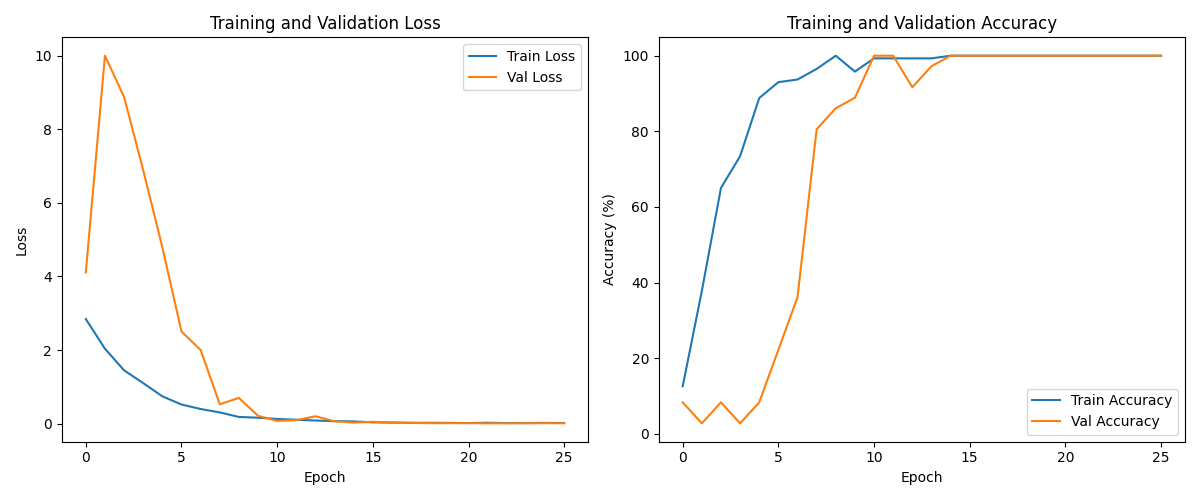 Training and Validation Loss
10
8
6
4
2
0
Loss
0 5 10 15 20 25
Epoch
Train Loss
Val Loss
Training and Validation Accuracy
100
80
60
40
20
0
Accuracy (%)
0 5 10 15 20 25
Epoch
Train Accuracy
Val Accuracy